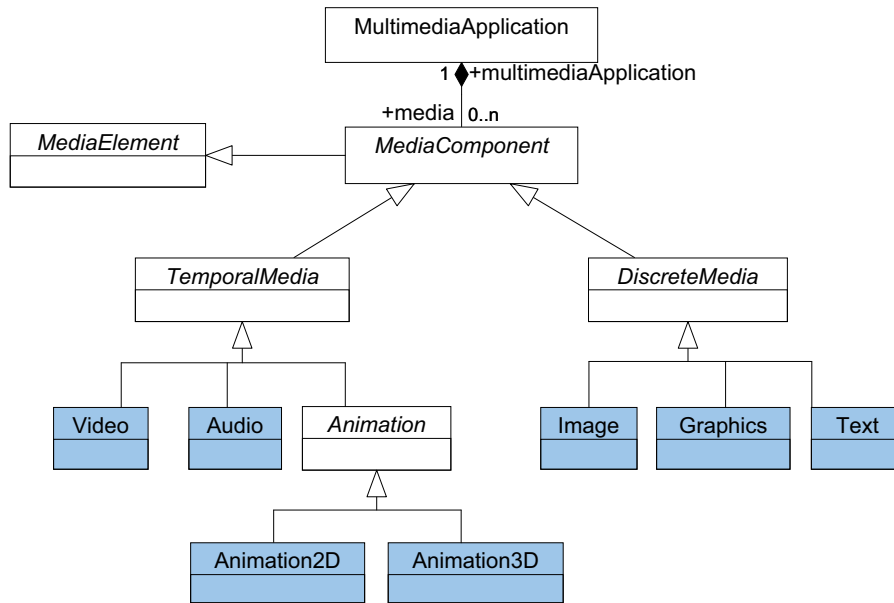 MultimediaApplication
1 +multimediaApplication
+media 0..n
MediaElement
MediaComponent
TemporalMedia
DiscreteMedia
Video
Audio
Animation
Image
Graphics
Text
Animation2D
Animation3D